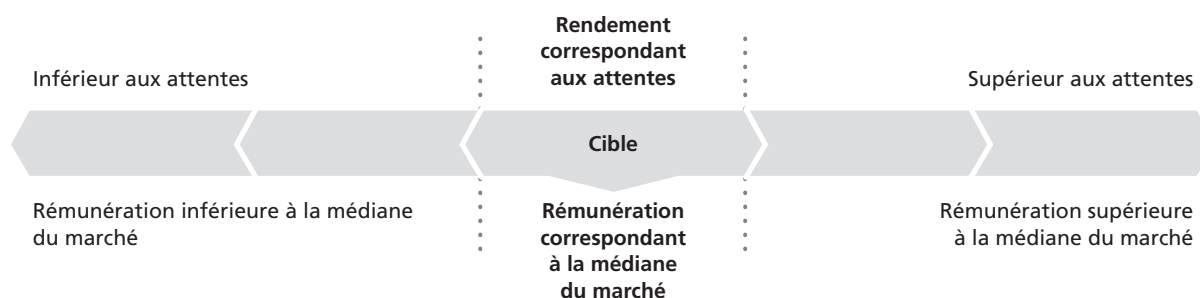 Rendement
correspondant
aux attentes
Inférieur aux attentes
Supérieur aux attentes
Cible
Rémunération inférieure à la médiane
du marché
Rémunération
correspondant
à la médiane
du marché
Rémunération supérieure
à la médiane du marché